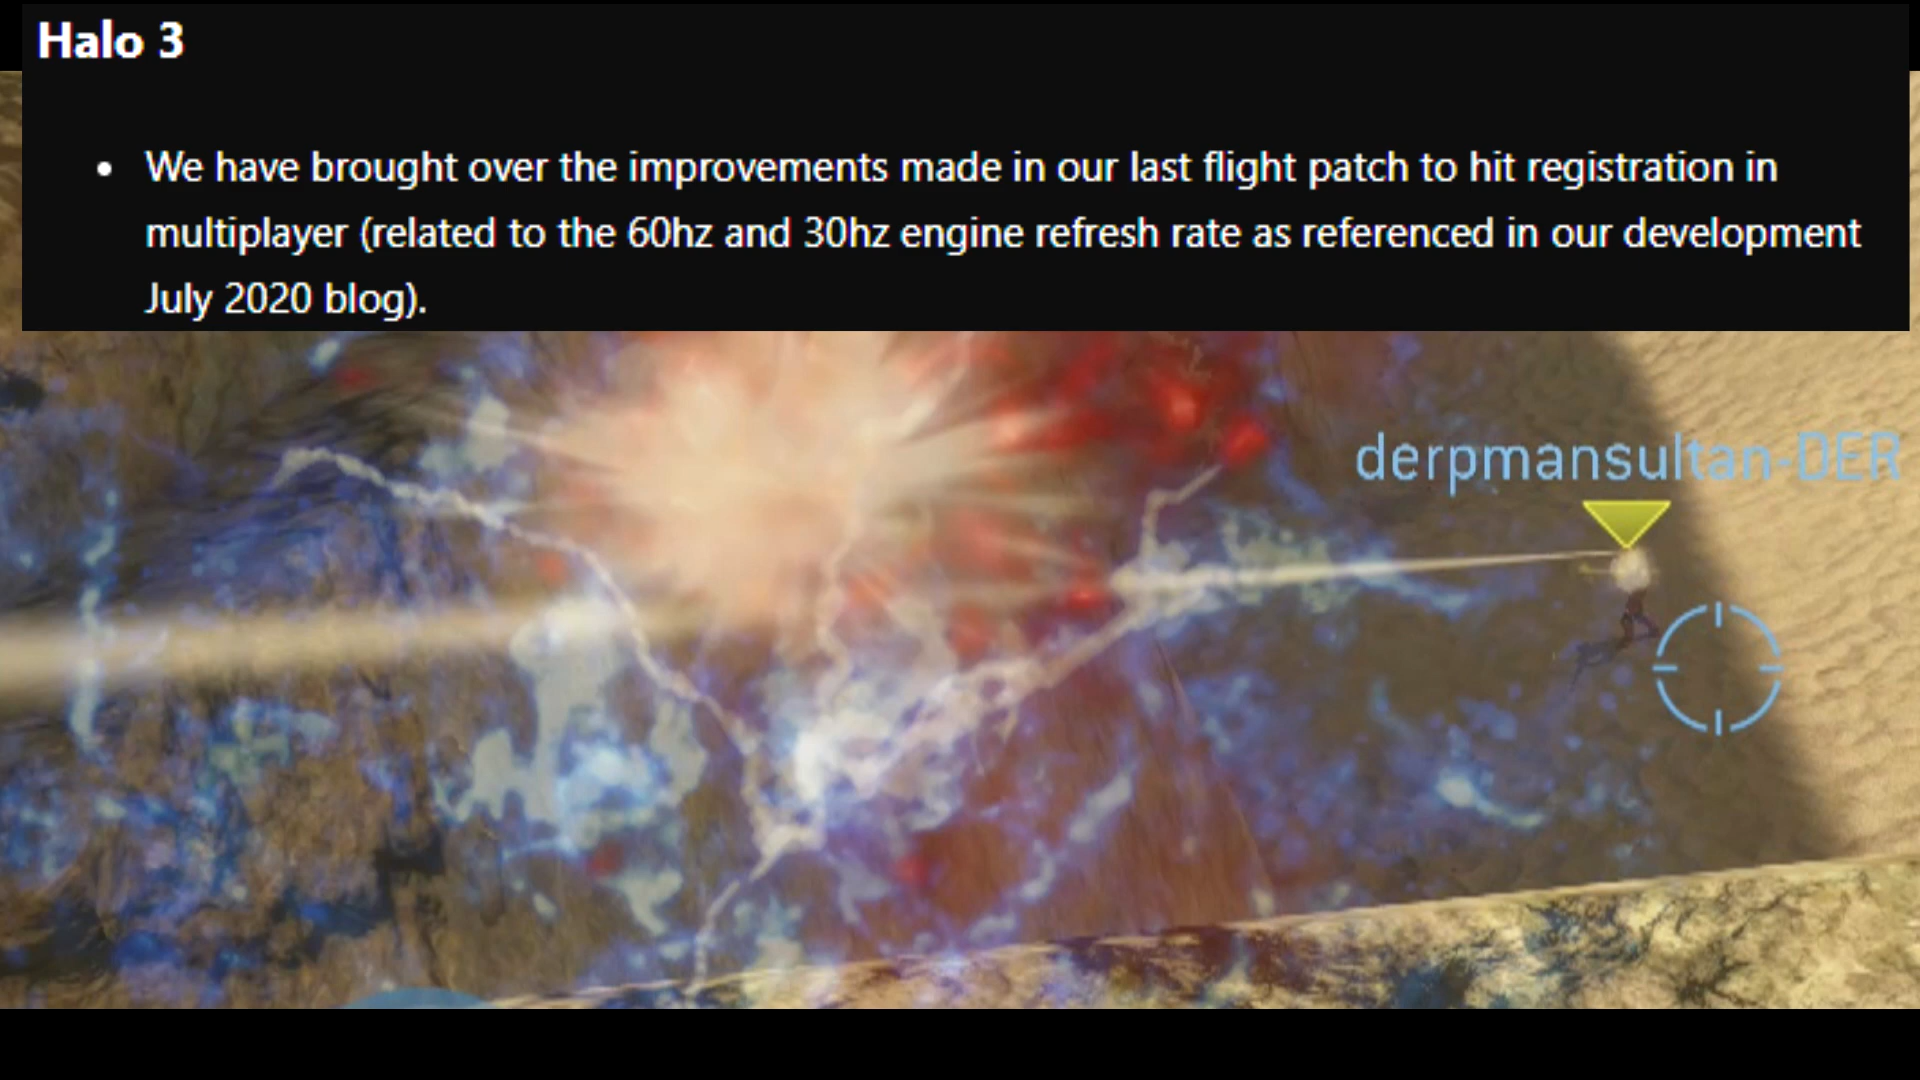 Halo 3
• We have brought over the improvements made in our last flight patch to hit registration in
multiplayer (related to the 60hz and 30hz engine refresh rate as referenced in our development
July 2020 blog).
derpmansultan-DER